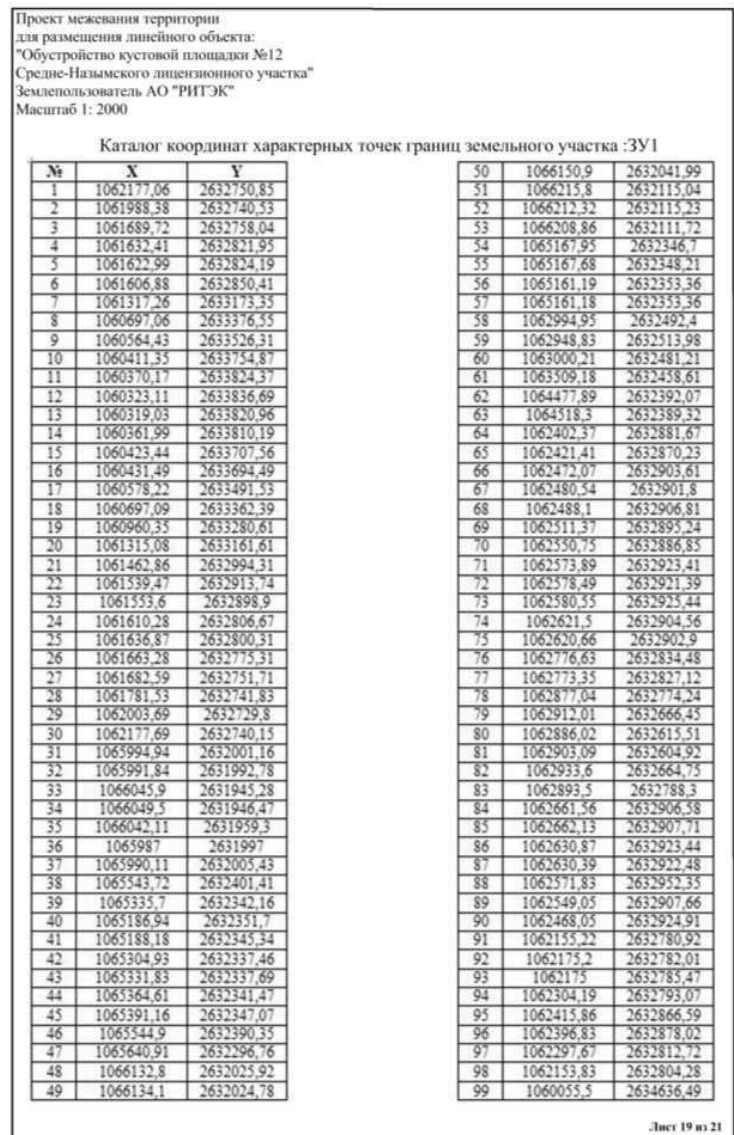 Проект межевания территории
для размещения линейного объекта:
"Обустройство кустовой площадки №12
Средне-Назымского лицензионного участка"
Землепользователь АО "РИТЭК"
Масштаб 1: 2000
Каталог координат характерных точек границ земельного участка :ЗУ1
№ X Y
1 1062177,06 2632750,85
2 1061988,38 2632740,53
3 1061689,72 2632758,04
4 1061632,41 2632821,95
5 1061622,99 2632824,19
6 1061606,88 2632850,41
7 1061317,26 2633173,35
8 1060697,06 2633376,55
9 1060564,43 2633526,31
10 1060411,35 2633754,87
11 1060370,17 2633824,37
12 1060323,11 2633836,69
13 1060319,03 2633820,96
14 1060361,99 2633810,19
15 1060423,44 2633707,56
16 1060431,49 2633694,49
17 1060578,22 2633491,53
18 1060697,09 2633362,39
19 1060960,35 2633280,61
20 1061315,08 2633161,61
21 1061462,86 2632994,31
22 1061539,47 2632913,74
23 1061553,6 2632898,9
24 1061610,28 2632806,67
25 1061636,87 2632800,31
26 1061663,28 2632775,31
27 1061682,59 2632751,71
28 1061781,53 2632741,83
29 1062003,69 2632729,8
30 1062177,69 2632740,15
31 1065994,94 2632001,16
32 1065991,84 2631992,78
33 1066045,9 2631945,28
34 1066049,5 2631946,47
35 1066042,11 2631959,3
36 1065987 2631997
37 1065990,11 2632005,43
38 1065543,72 2632401,41
39 1065335,7 2632342,16
40 1065186,94 2632351,7
41 1065188,18 2632345,34
42 1065304,93 2632337,46
43 1065331,83 2632337,69
44 1065364,61 2632341,47
45 1065391,16 2632347,07
46 1065544,9 2632390,35
47 1065640,91 2632296,76
48 1066132,8 2632025,92
49 1066134,1 2632024,78
50 1066150,9 2632041,99
51 1066215,8 2632115,04
52 1066212,32 2632115,23
53 1066208,86 2632111,72
54 1065167,95 2632346,7
55 1065167,68 2632348,21
56 1065161,19 2632353,36
57 1065161,18 2632353,36
58 1062994,95 2632492,4
59 1062948,83 2632513,98
60 1063000,21 2632481,21
61 1063509,18 2632458,61
62 1064477,89 2632392,07
63 1064518,3 2632389,32
64 1062402,37 2632881,67
65 1062421,41 2632870,23
66 1062472,07 2632903,61
67 1062480,54 2632901,8
68 1062488,1 2632906,81
69 1062511,37 2632895,24
70 1062550,75 2632886,85
71 1062573,89 2632923,41
72 1062578,49 2632921,39
73 1062580,55 2632925,44
74 1062621,5 2632904,56
75 1062620,66 2632902,9
76 1062776,63 2632834,48
77 1062773,35 2632827,12
78 1062877,04 2632774,24
79 1062912,01 2632666,45
80 1062886,02 2632615,51
81 1062903,09 2632604,92
82 1062933,6 2632664,75
83 1062893,5 2632788,3
84 1062661,56 2632906,58
85 1062662,13 2632907,71
86 1062630,87 2632923,44
87 1062630,39 2632922,48
88 1062571,83 2632952,35
89 1062549,05 2632907,66
90 1062468,05 2632924,91
91 1062155,22 2632780,92
92 1062175,2 2632782,01
93 1062175 2632785,47
94 1062304,19 2632793,07
95 1062415,86 2632866,59
96 1062396,83 2632878,02
97 1062297,67 2632812,72
98 1062153,83 2632804,28
99 1060055,5 2634636,49
Лист 19 из 21